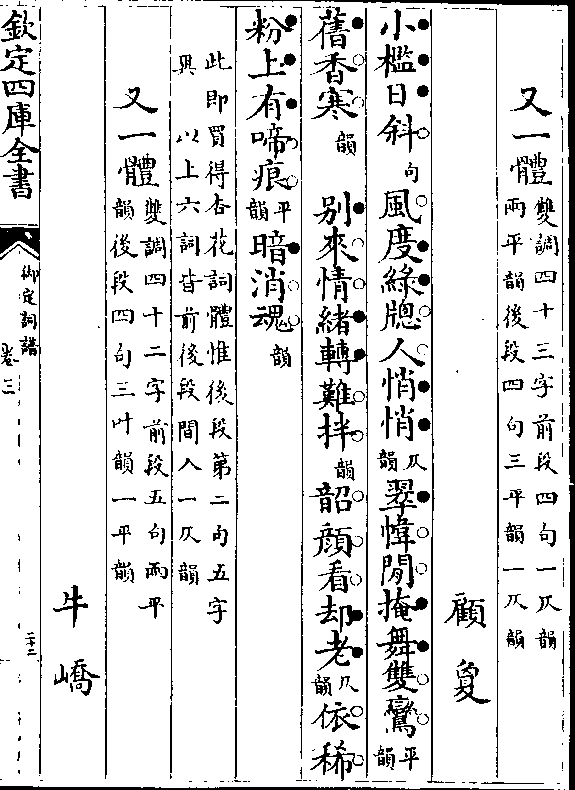 又一體雙調四十三字前段四句一仄韻兩平韻後段四句三平韻一仄韻
顧敻
小檻日斜句風度綠牕人悄悄仄韻翠幃閒掩舞雙鸞平韻
舊香寒韻　別來情緒轉難拌韻韶顏看却老仄韻依稀
粉上有啼痕平韻暗消魂韻
此即買得杏花詞體惟後段第二句五字
異　以上六詞皆前後段間入一仄韻
又一體雙調四十二字前段五句兩平韻後段四句三叶韻一平韻
牛嶠
欽定四庫全書
御定詞譜
卷三
二十二